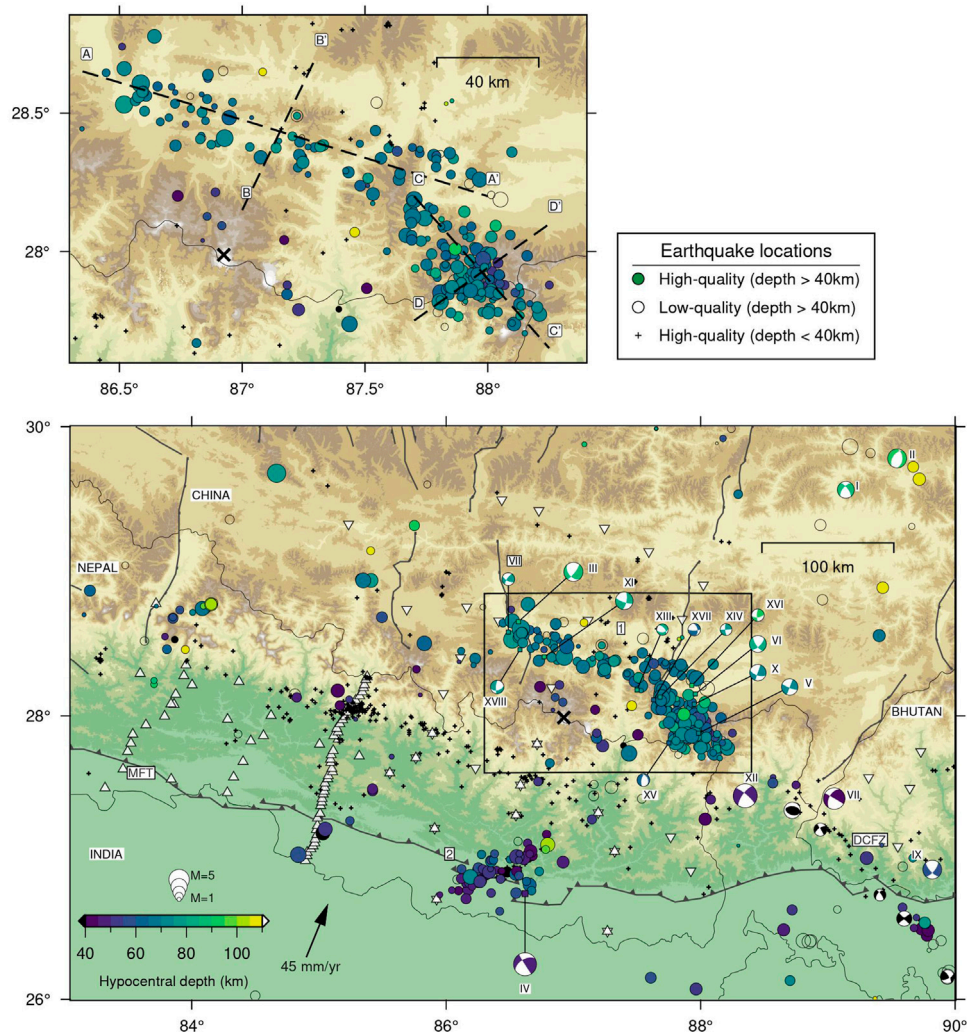 A
B'
40 km
28.5°
B
C
A'
D'
28°
D
C'
86.5°
87°
87.5°
88°
Earthquake locations
High-quality (depth > 40km)
Low-quality (depth > 40km)
High-quality (depth < 40km)
30°
II
I
CHINA
NEPAL
VII
III
XI
100 km
XIII
XVII
XIV
XVI
1
VI
X
V
XVIII
28°
BHUTAN
MFT
XV
XII
VII
DCFZ
INDIA
2
IX
M=5
M=1
40
60
80
100
Hypocentral depth (km)
45 mm/yr
IV
26°
84°
86°
88°
90°